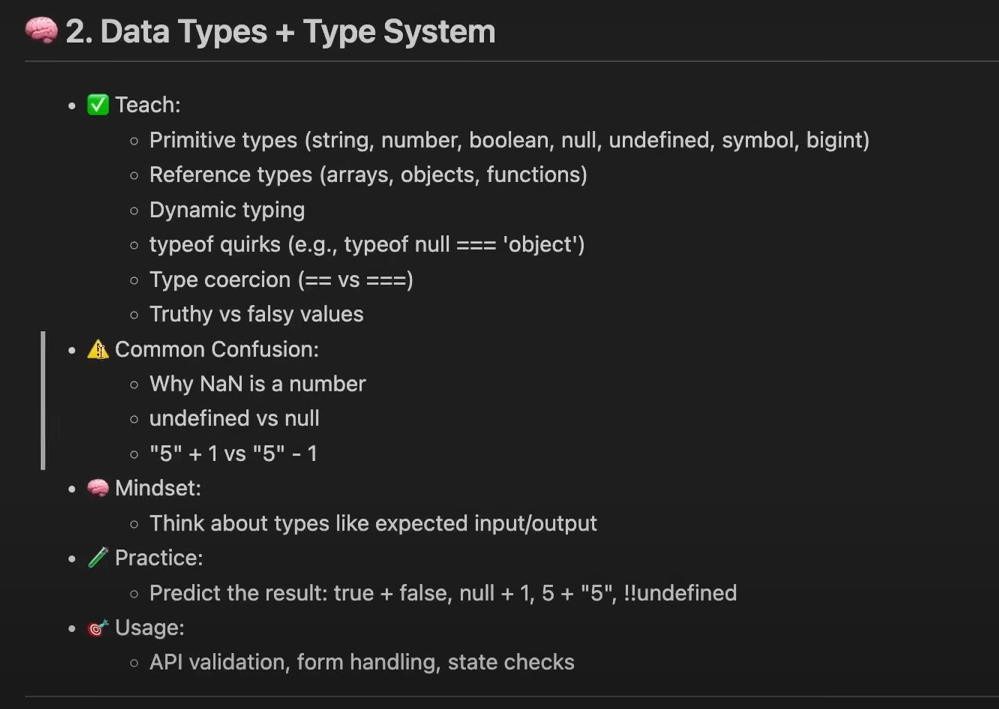 🧠 2. Data Types + Type System
• ✅ Teach:
○ Primitive types (string, number, boolean, null, undefined, symbol, bigint)
○ Reference types (arrays, objects, functions)
○ Dynamic typing
○ typeof quirks (e.g., typeof null === 'object')
○ Type coercion (== vs ===)
○ Truthy vs falsy values
• ⚠️ Common Confusion:
○ Why NaN is a number
○ undefined vs null
○ "5" + 1 vs "5" - 1
• 🧠 Mindset:
○ Think about types like expected input/output
• 🧪 Practice:
○ Predict the result: true + false, null + 1, 5 + "5", !!undefined
• 🎯 Usage:
○ API validation, form handling, state checks